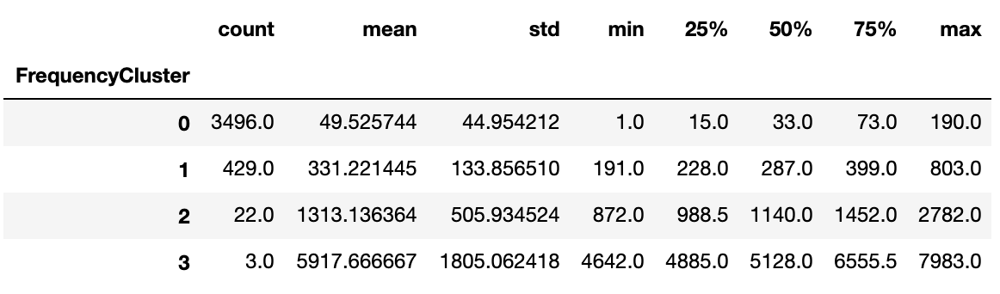 count mean std min 25% 50% 75% max
FrequencyCluster
0 3496.0 49.525744 44.954212 1.0 15.0 33.0 73.0 190.0
1 429.0 331.221445 133.856510 191.0 228.0 287.0 399.0 803.0
2 22.0 1313.136364 505.934524 872.0 988.5 1140.0 1452.0 2782.0
3 3.0 5917.666667 1805.062418 4642.0 4885.0 5128.0 6555.5 7983.0